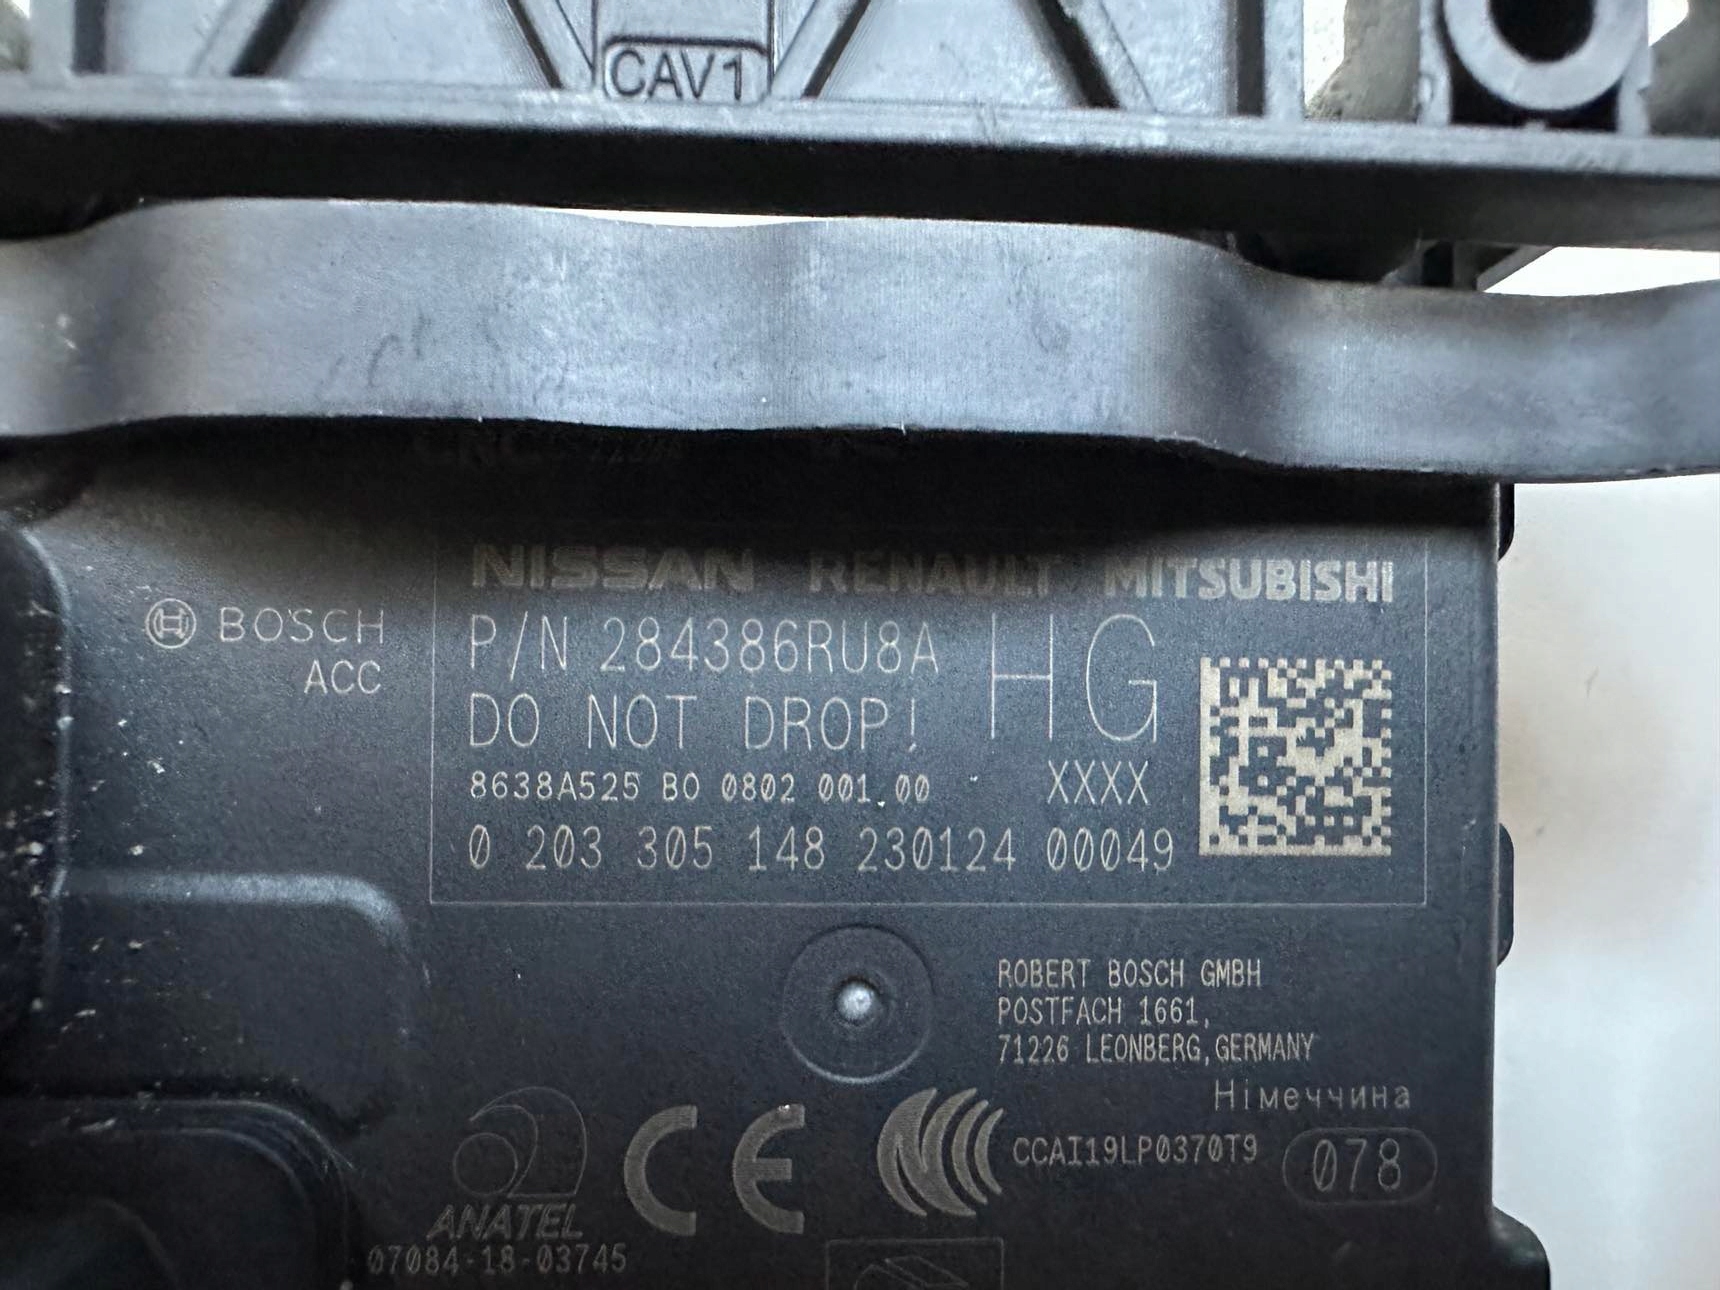 CAV1
NISSAN RENAULT MITSUBISHI
BOSCH
ACC
P/N 284386RU8A HG
DO NOT DROP!
8638A525 BO 0802 001.00 XXXX
0 203 305 148 230124 00049
ROBERT BOSCH GMBH
POSTFACH 1661,
71226 LEONBERG, GERMANY
Німеччина
CE
CCAI19LP0370T9
078
ANATEL
07084-18-03745